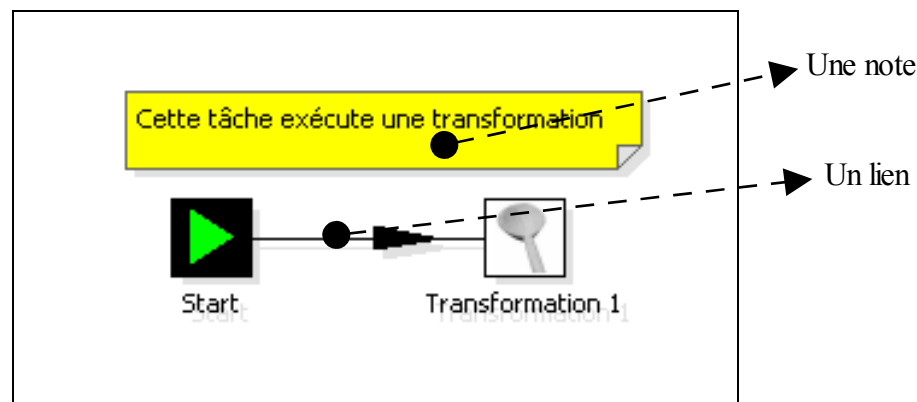 Une note
Cette tâche exécute une transformation
Un lien
Start
Transformation 1